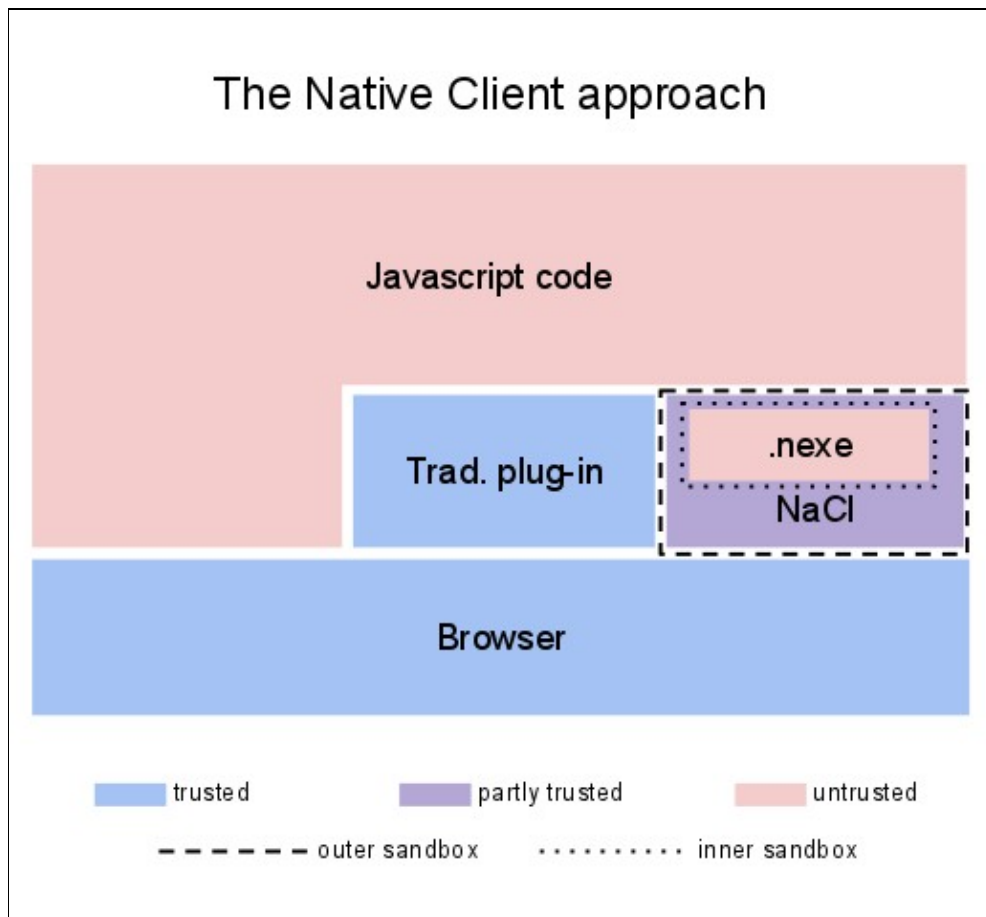 The Native Client approach
Javascript code
.nexe
Trad. plug-in
NaCl
Browser
trusted
partly trusted
untrusted
outer sandbox
inner sandbox